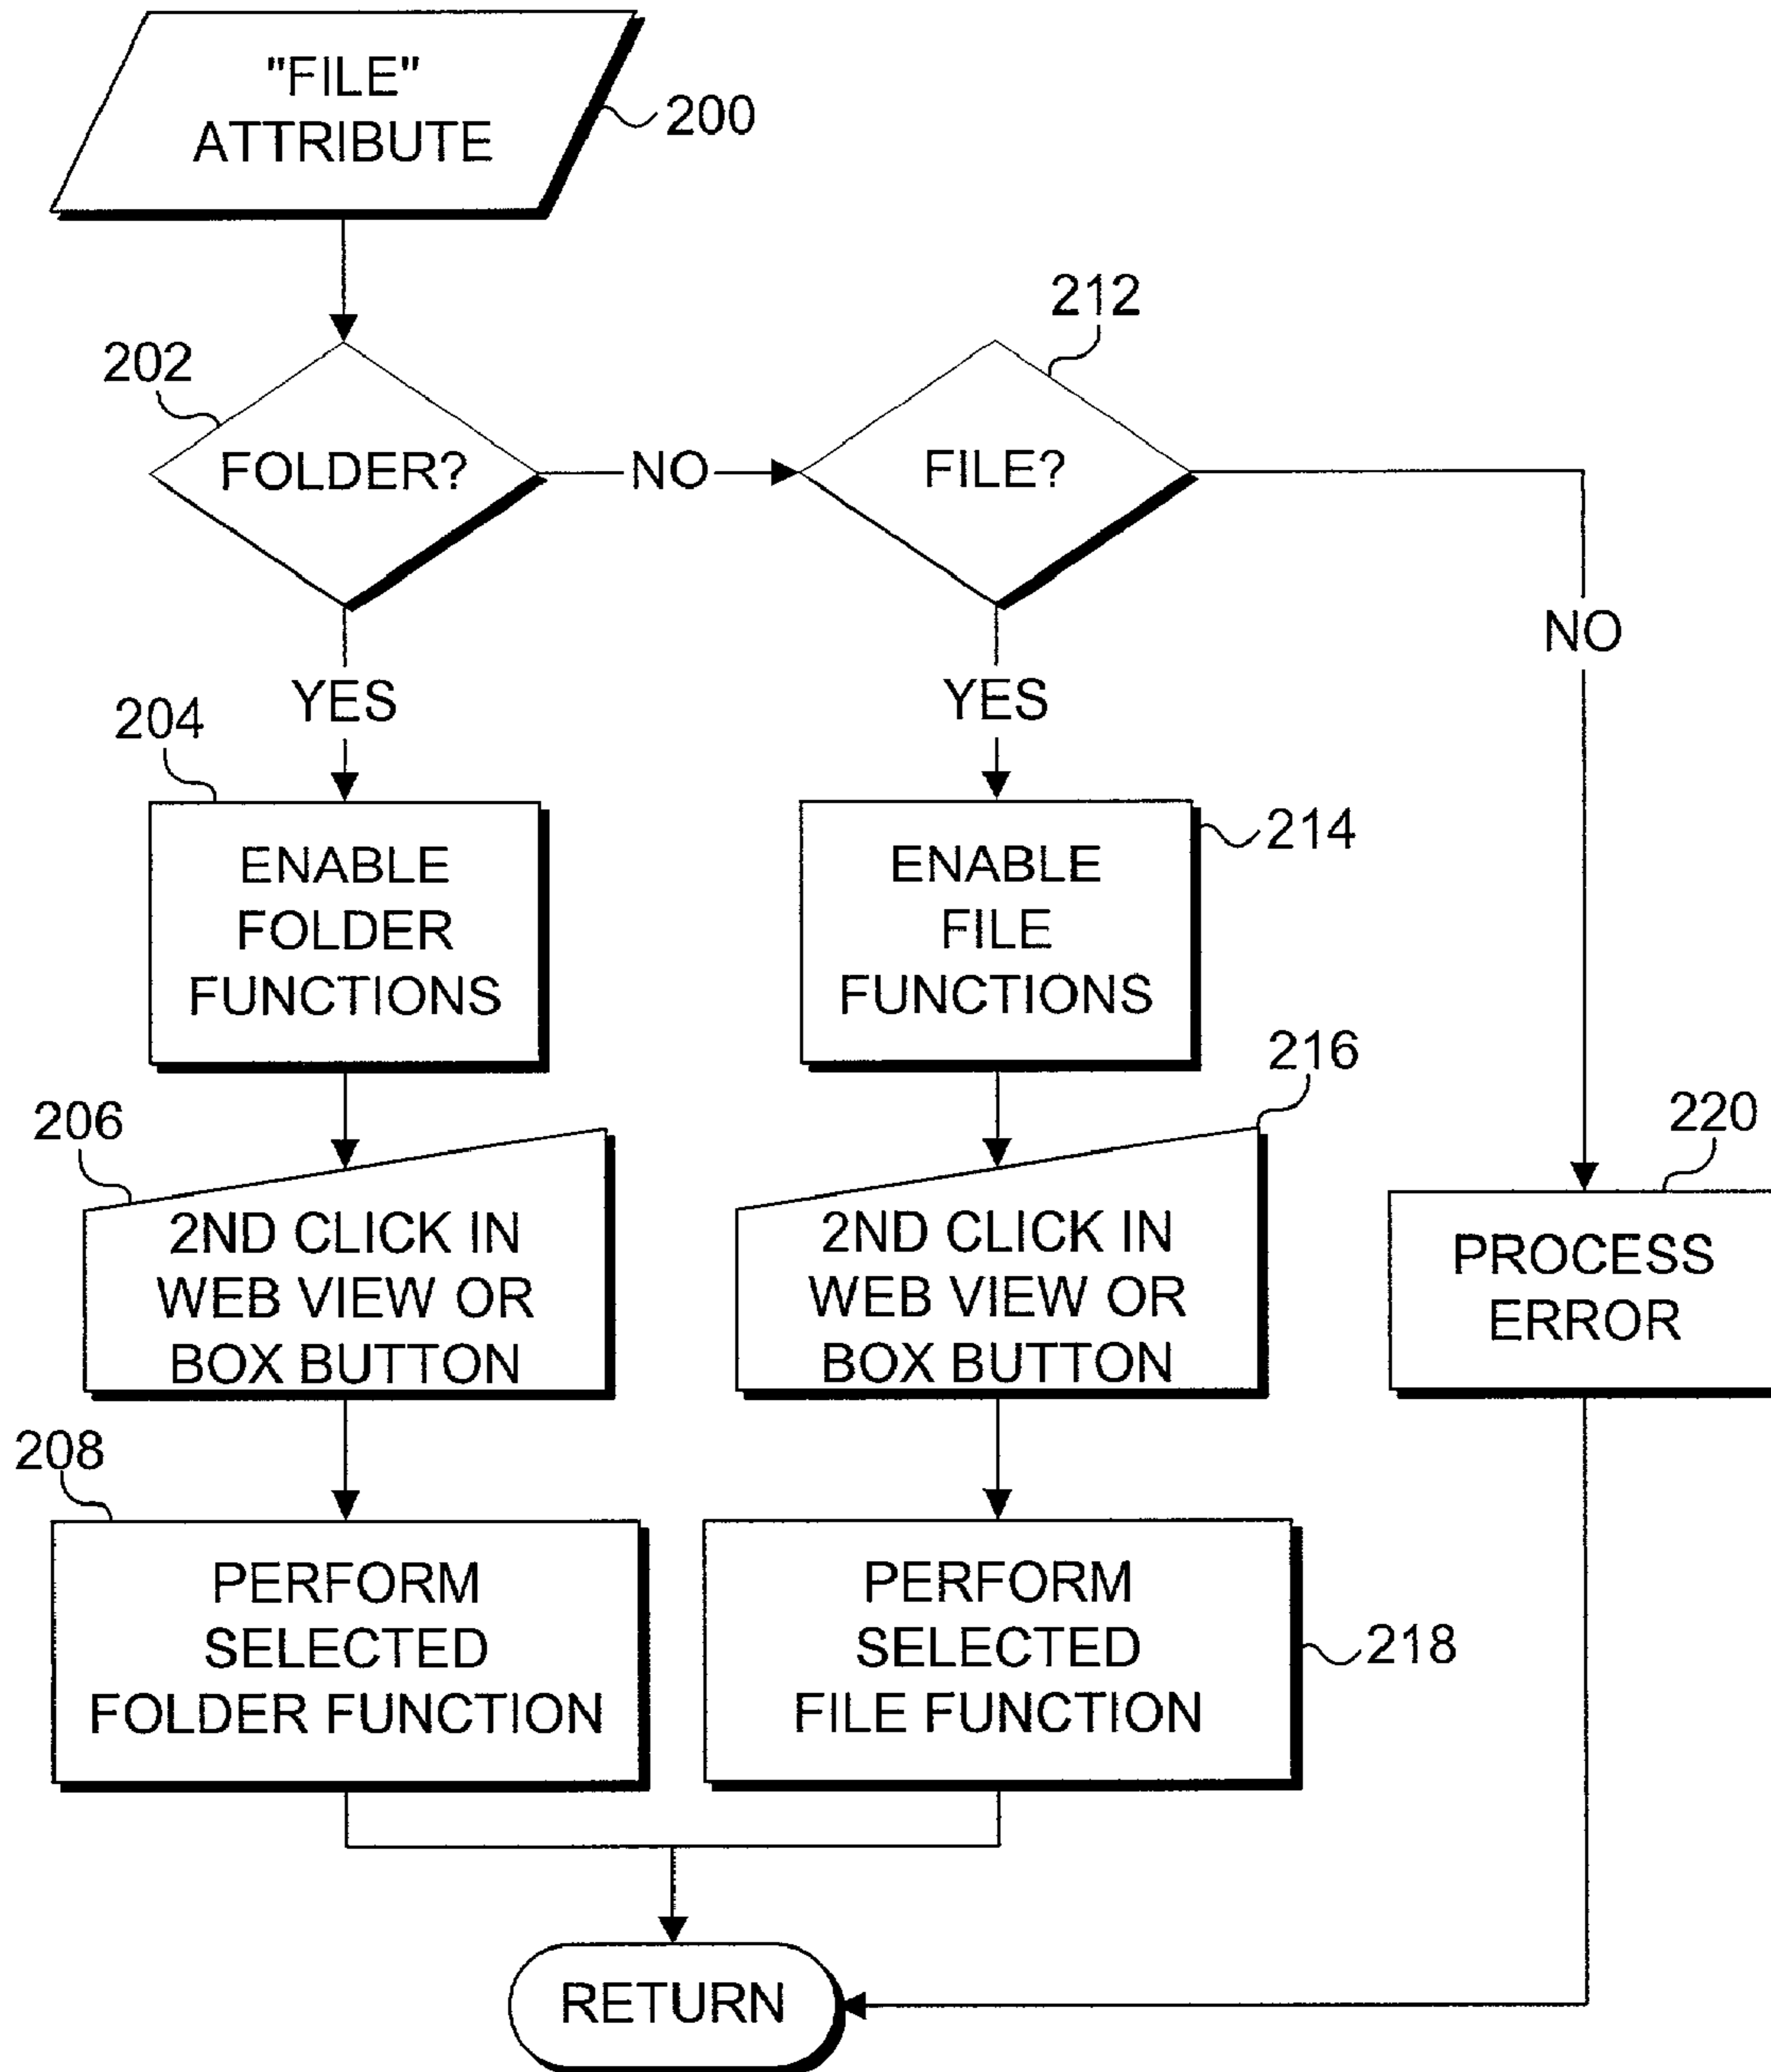 "FILE"
ATTRIBUTE
200
212
202
FOLDER?
NO
FILE?
NO
YES
YES
204
ENABLE
FOLDER
FUNCTIONS
214
ENABLE
FILE
FUNCTIONS
206
2ND CLICK IN
WEB VIEW OR
BOX BUTTON
216
2ND CLICK IN
WEB VIEW OR
BOX BUTTON
220
PROCESS
ERROR
208
PERFORM
SELECTED
FOLDER FUNCTION
218
PERFORM
SELECTED
FILE FUNCTION
RETURN